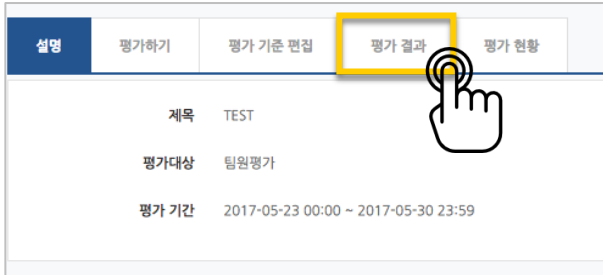 설명 평가하기 평가 기준 편집 평가 결과 평가 현황
제목 TEST
평가대상 팀원평가
평가 기간 2017-05-23 00:00 ~ 2017-05-30 23:59